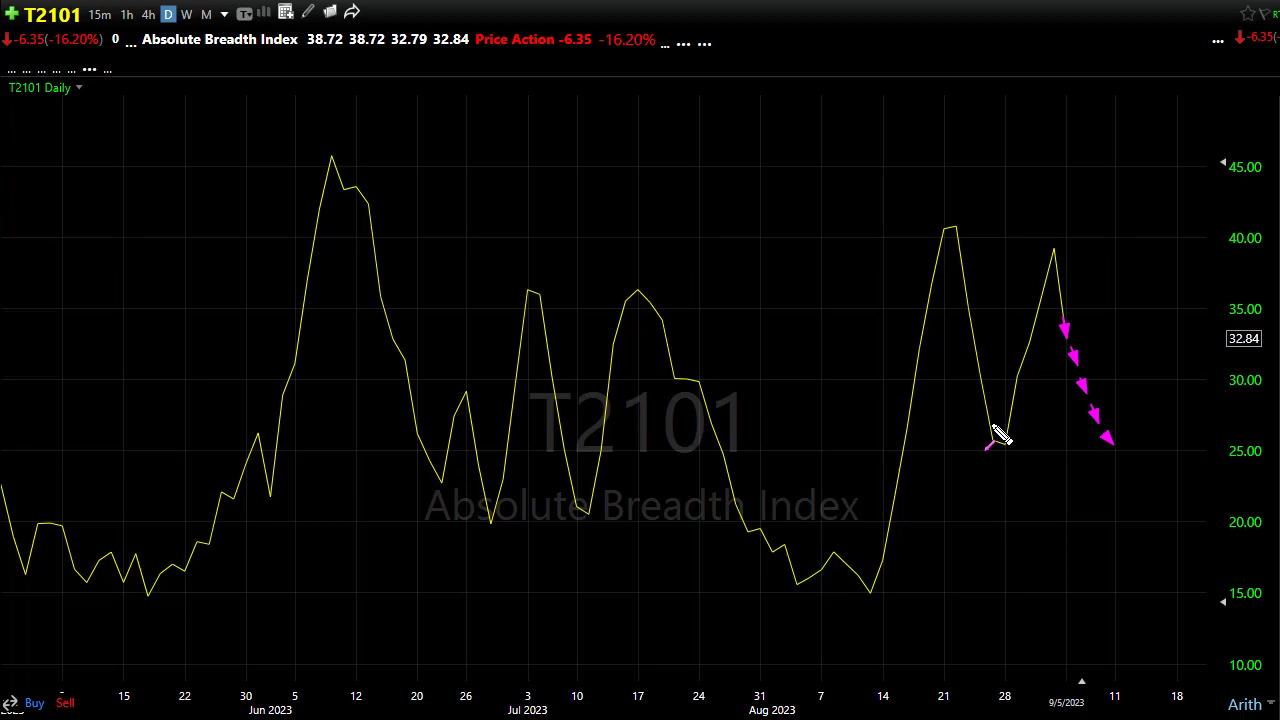 T2101 15m 1h 4h D W M
-6.35(-16.20%) 0 ... Absolute Breadth Index 38.72 38.72 32.79 32.84 Price Action -6.35 -16.20% ... ... ... ... -6.35(-
... ... ... ... ... ... ...
T2101 Daily
45.00
40.00
35.00
32.84
30.00
T2101
25.00
Absolute Breadth Index
20.00
15.00
10.00
15 22 30 5 12 20 26 3 10 17 24 31 7 14 21 28 9/5/2023 11 18
Buy Sell
Jun 2023 Jul 2023 Aug 2023
Arith